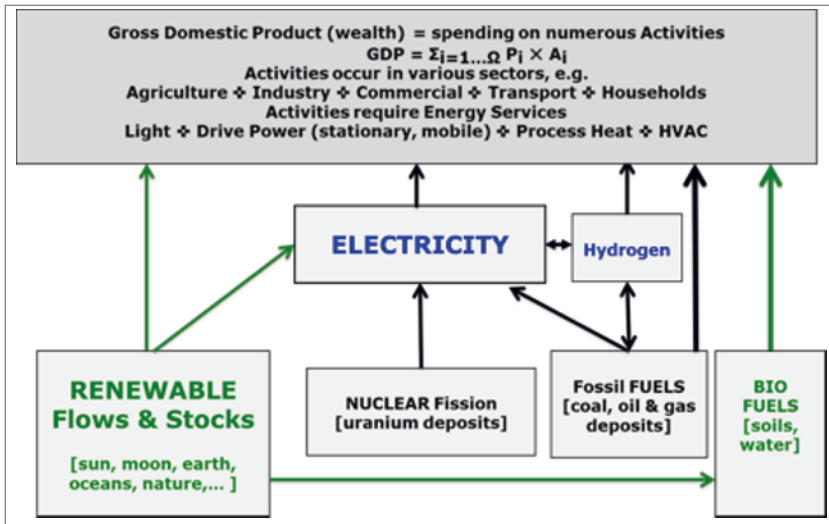 Gross Domestic Product (wealth) = spending on numerous Activities
GDP = Σi=1...Ω Pi × Ai
Activities occur in various sectors, e.g.
Agriculture ✤ Industry ✤ Commercial ✤ Transport ✤ Households
Activities require Energy Services
Light ✤ Drive Power (stationary, mobile) ✤ Process Heat ✤ HVAC
ELECTRICITY
Hydrogen
RENEWABLE
Flows & Stocks
[sun, moon, earth,
oceans, nature,... ]
NUCLEAR Fission
[uranium deposits]
Fossil FUELS
[coal, oil & gas
deposits]
BIO
FUELS
[soils,
water]